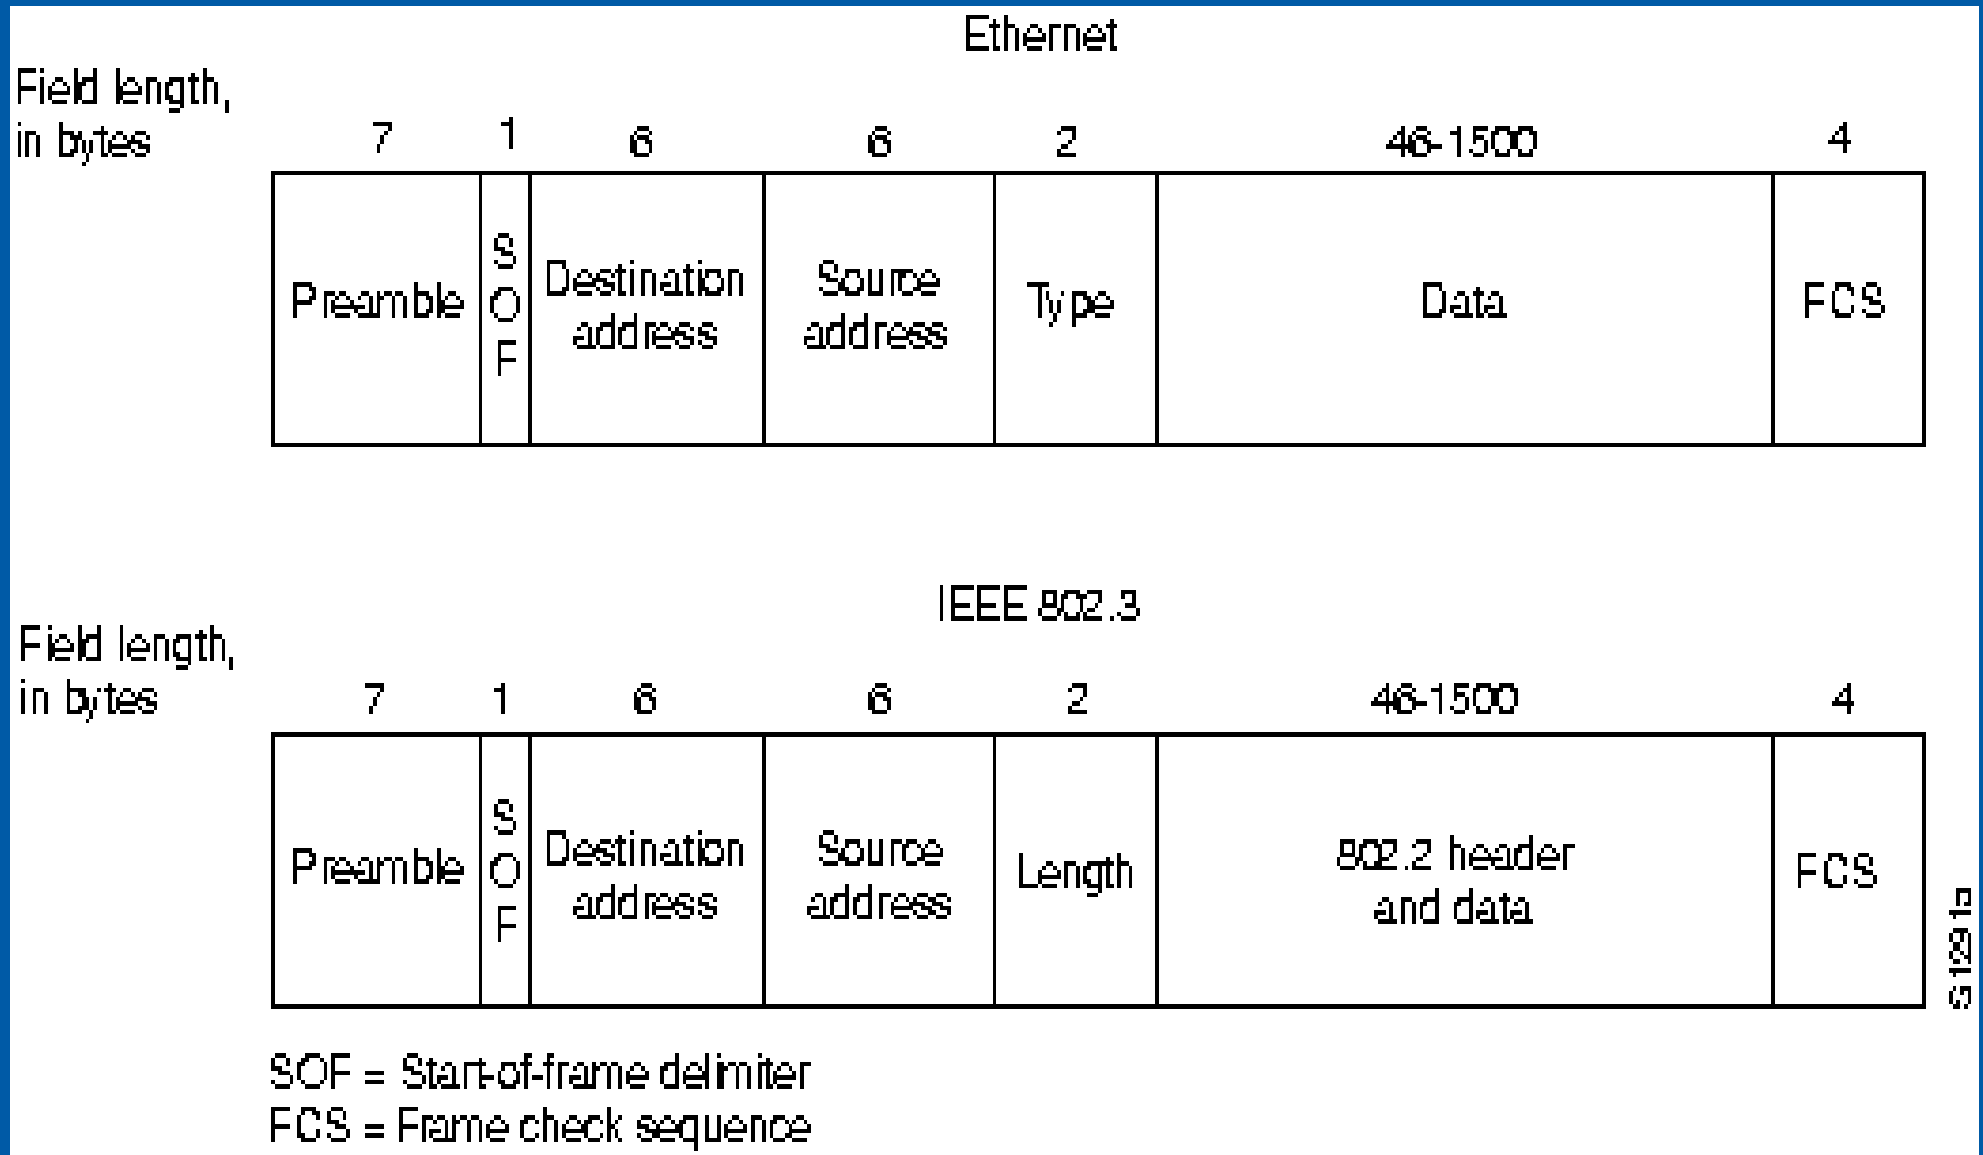 Ethernet
Field length,
in bytes
7 1 6 6 2 46-1500 4
Preamble
SOF
Destination
address
Source
address
Type
Data
FCS
IEEE 802.3
Field length,
in bytes
7 1 6 6 2 46-1500 4
Preamble
SOF
Destination
address
Source
address
Length
802.2 header
and data
FCS
S1291a
SOF = Start-of-frame delimiter
FCS = Frame check sequence